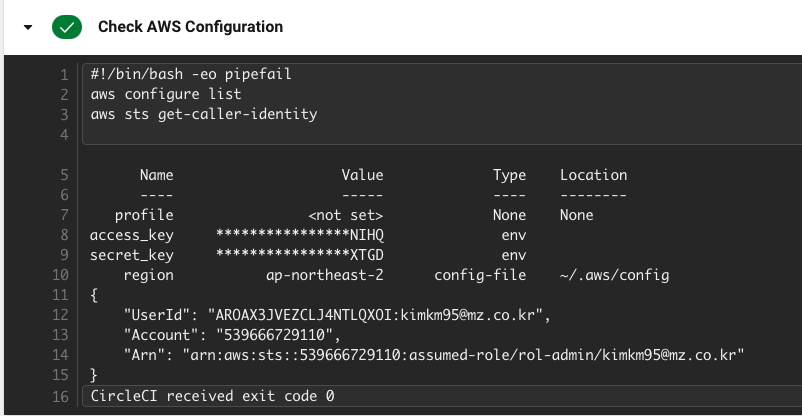 Check AWS Configuration
1 #!/bin/bash -eo pipefail
2 aws configure list
3 aws sts get-caller-identity
4
5 Name Value Type Location
6 ---- ----- ---- --------
7 profile <not set> None None
8 access_key ****************NIHQ env
9 secret_key ****************XTGD env
10 region ap-northeast-2 config-file ~/.aws/config
11 {
12 "UserId": "AROAX3JVEZCLJ4NTLQXOI:kimkm95@mz.co.kr",
13 "Account": "539666729110",
14 "Arn": "arn:aws:sts::539666729110:assumed-role/rol-admin/kimkm95@mz.co.kr"
15 }
16 CircleCI received exit code 0